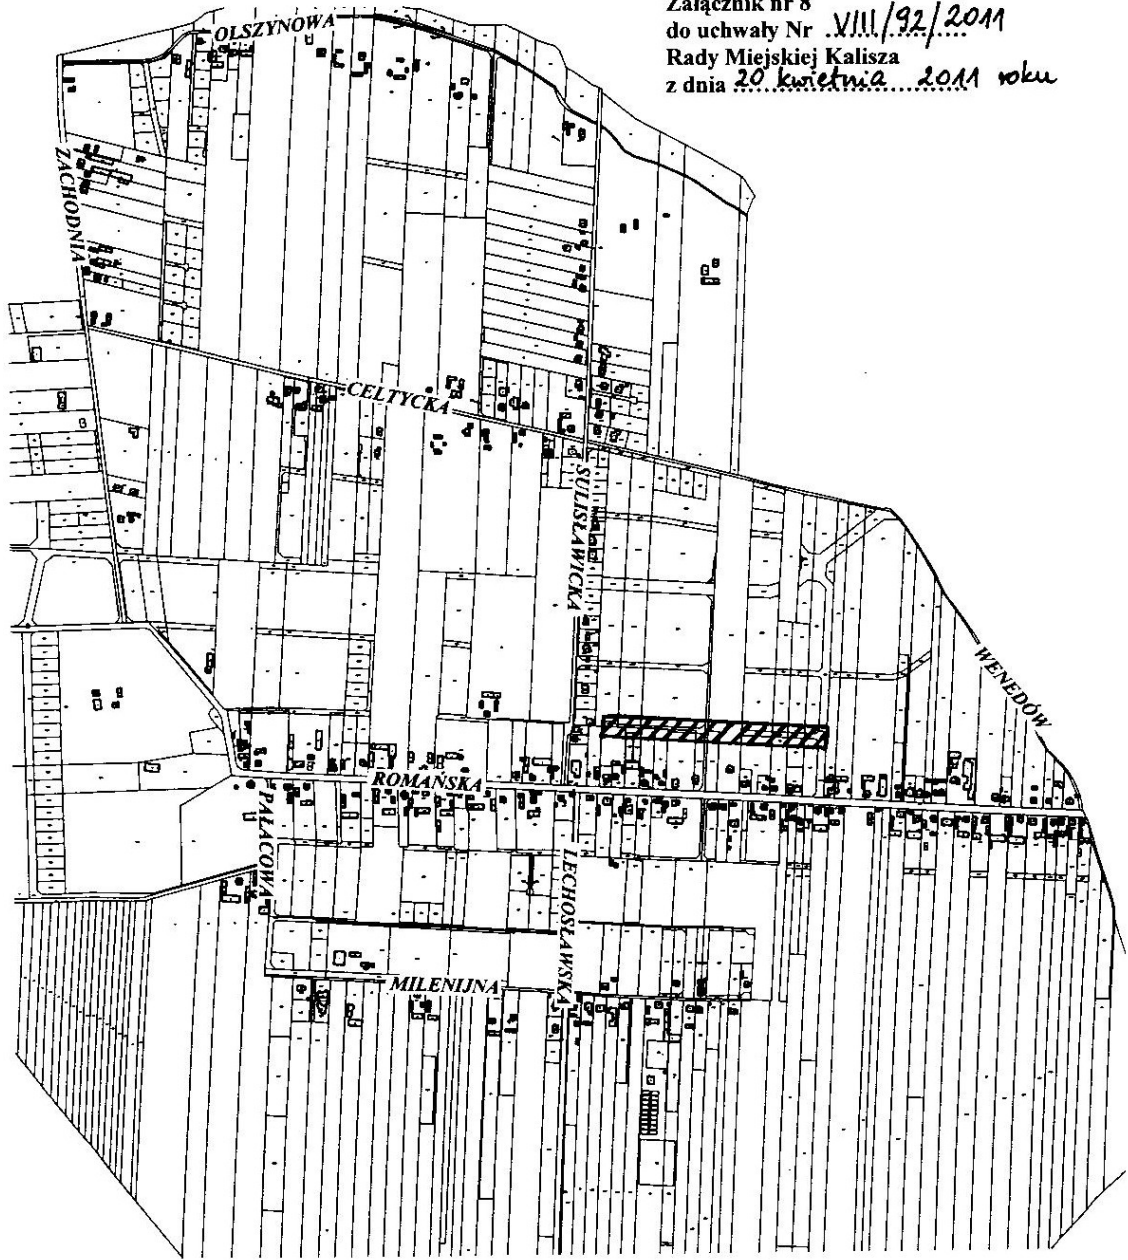 Załącznik nr 8
do uchwały Nr VIII/92/2011
Rady Miejskiej Kalisza
z dnia 20 kwietnia 2011 roku
OLSZYNOWA
ZACHODNIA
CELTYCKA
SULISŁAWICKA
WENEDÓW
ROMAŃSKA
PAŁACOWA
LECHOSŁAWSKA
MILENIJNA